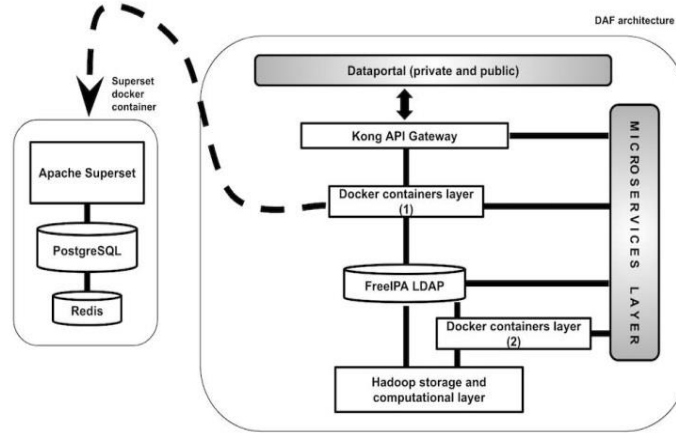 DAF architecture
Superset
docker
container
Apache Superset
PostgreSQL
Redis
Dataportal (private and public)
Kong API Gateway
Docker containers layer
(1)
FreeIPA LDAP
Docker containers layer
(2)
Hadoop storage and
computational layer
MICROSERVICES LAYER